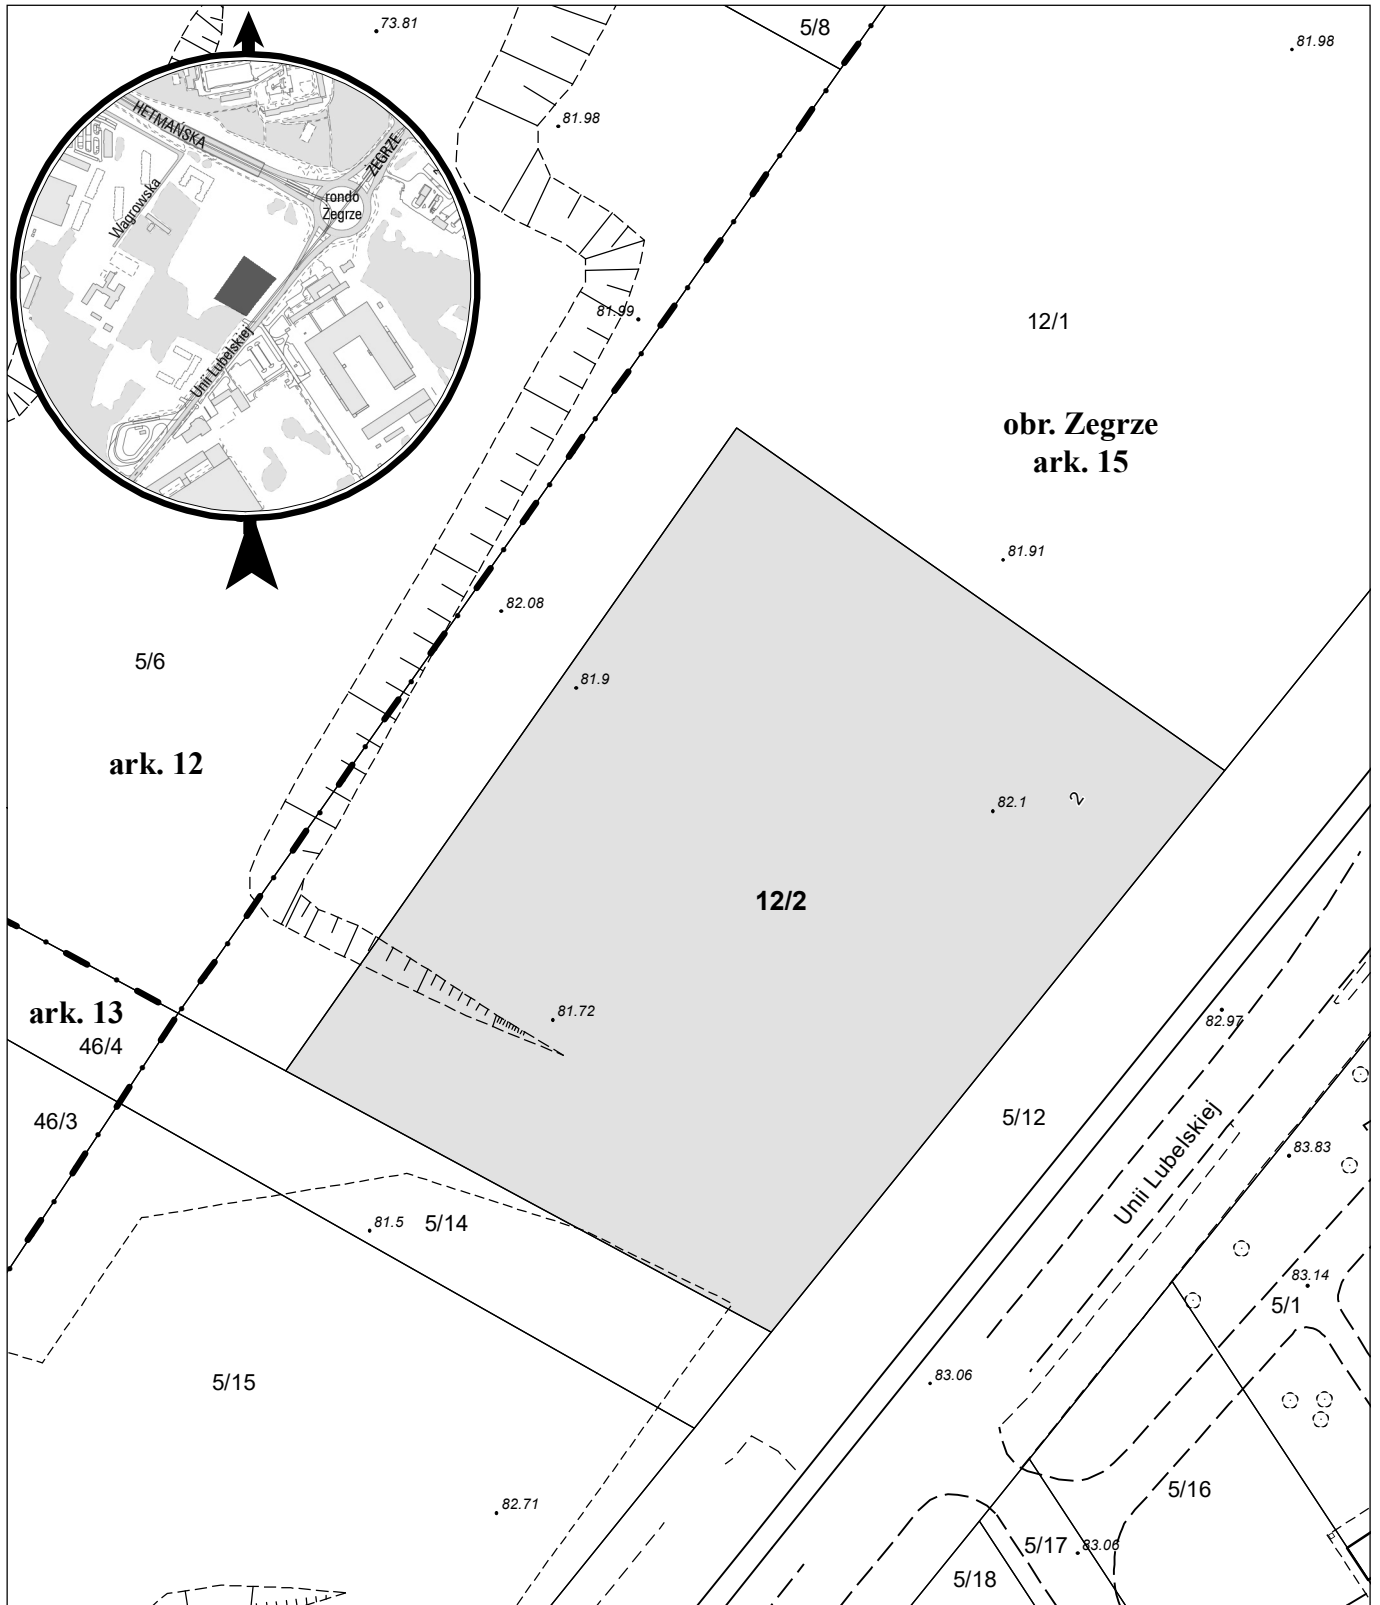 73.81
5/8
81.98
81.98
HETMAŃSKA
ŻEGRZE
rondo
Żegrze
Wagrowska
Unii Lubelskiej
81.99
12/1
obr. Zegrze
ark. 15
81.91
82.08
5/6
81.9
ark. 12
82.1
2
12/2
ark. 13
46/4
81.72
82.97
46/3
5/12
Unii Lubelskiej
83.83
81.5
5/14
83.14
5/1
5/15
83.06
82.71
5/16
5/17
83.06
5/18